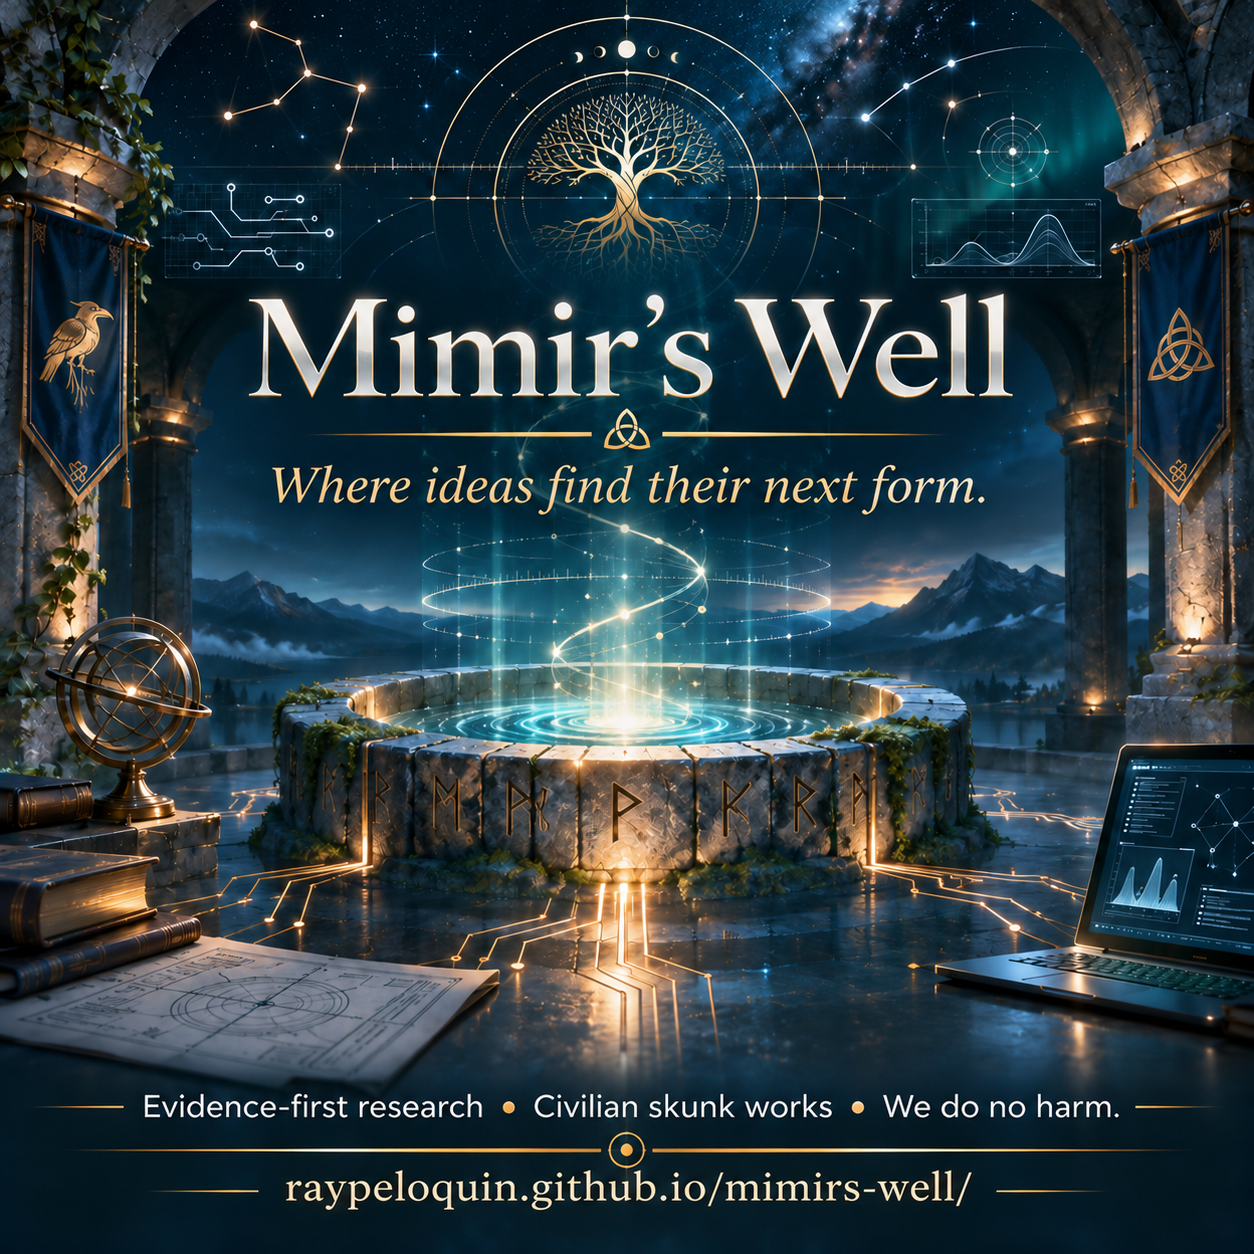 Mimir’s Well
Where ideas find their next form.
ᚱ ᛖ ᚹ ᚱ
Evidence-first research • Civilian skunk works • We do no harm.
raypeloquin.github.io/mimirs-well/